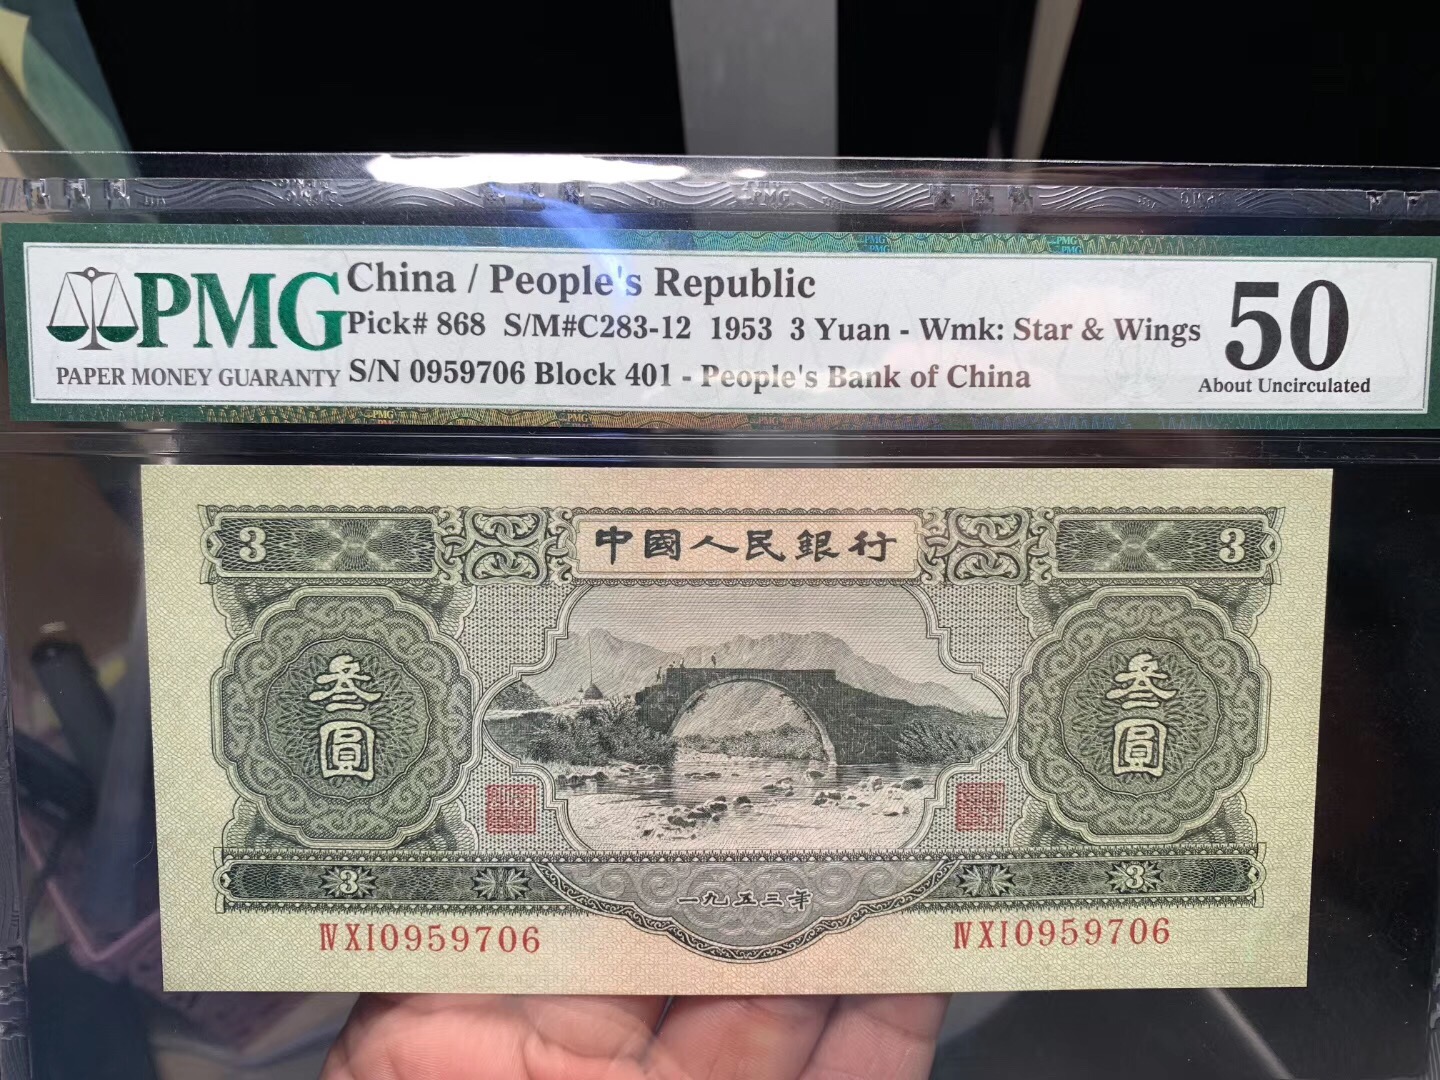 PMG
PAPER MONEY GUARANTY
China / People's Republic
Pick# 868 S/M#C283-12 1953 3 Yuan - Wmk: Star & Wings
S/N 0959706 Block 401 - People's Bank of China
50
About Uncirculated
3 中國人民銀行 3
叁圓 叁圓
3 3
一九五三年
ⅣⅩⅠ0959706 ⅣⅩⅠ0959706